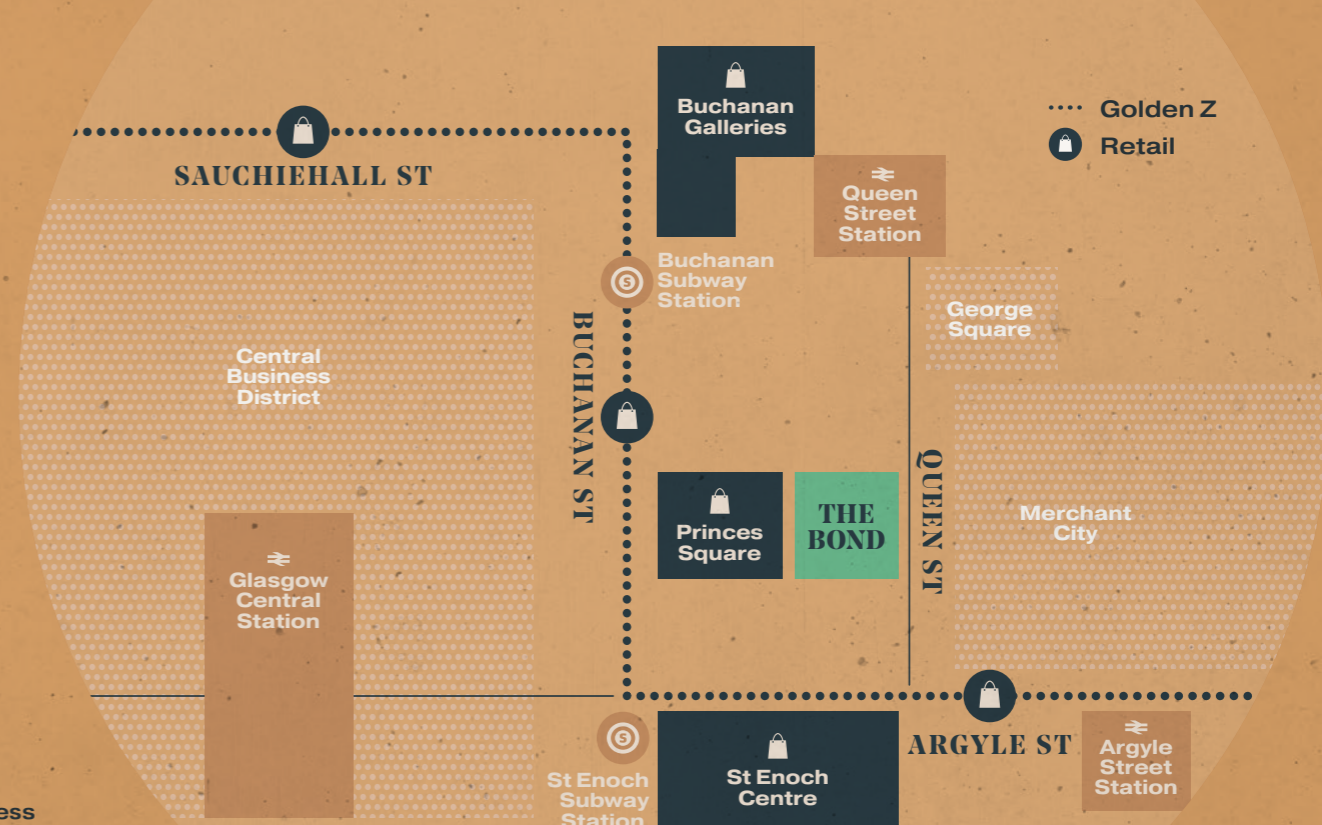 Buchanan
Galleries
Golden Z
Retail
SAUCHIEHALL ST
Queen
Street
Station
Buchanan
Subway
Station
S
George
Square
BUCHANAN ST
Central
Business
District
QUEEN ST
Princes
Square
THE
BOND
Merchant
City
Glasgow
Central
Station
S
St Enoch
Subway
Station
St Enoch
Centre
ARGYLE ST
Argyle
Street
Station
ess